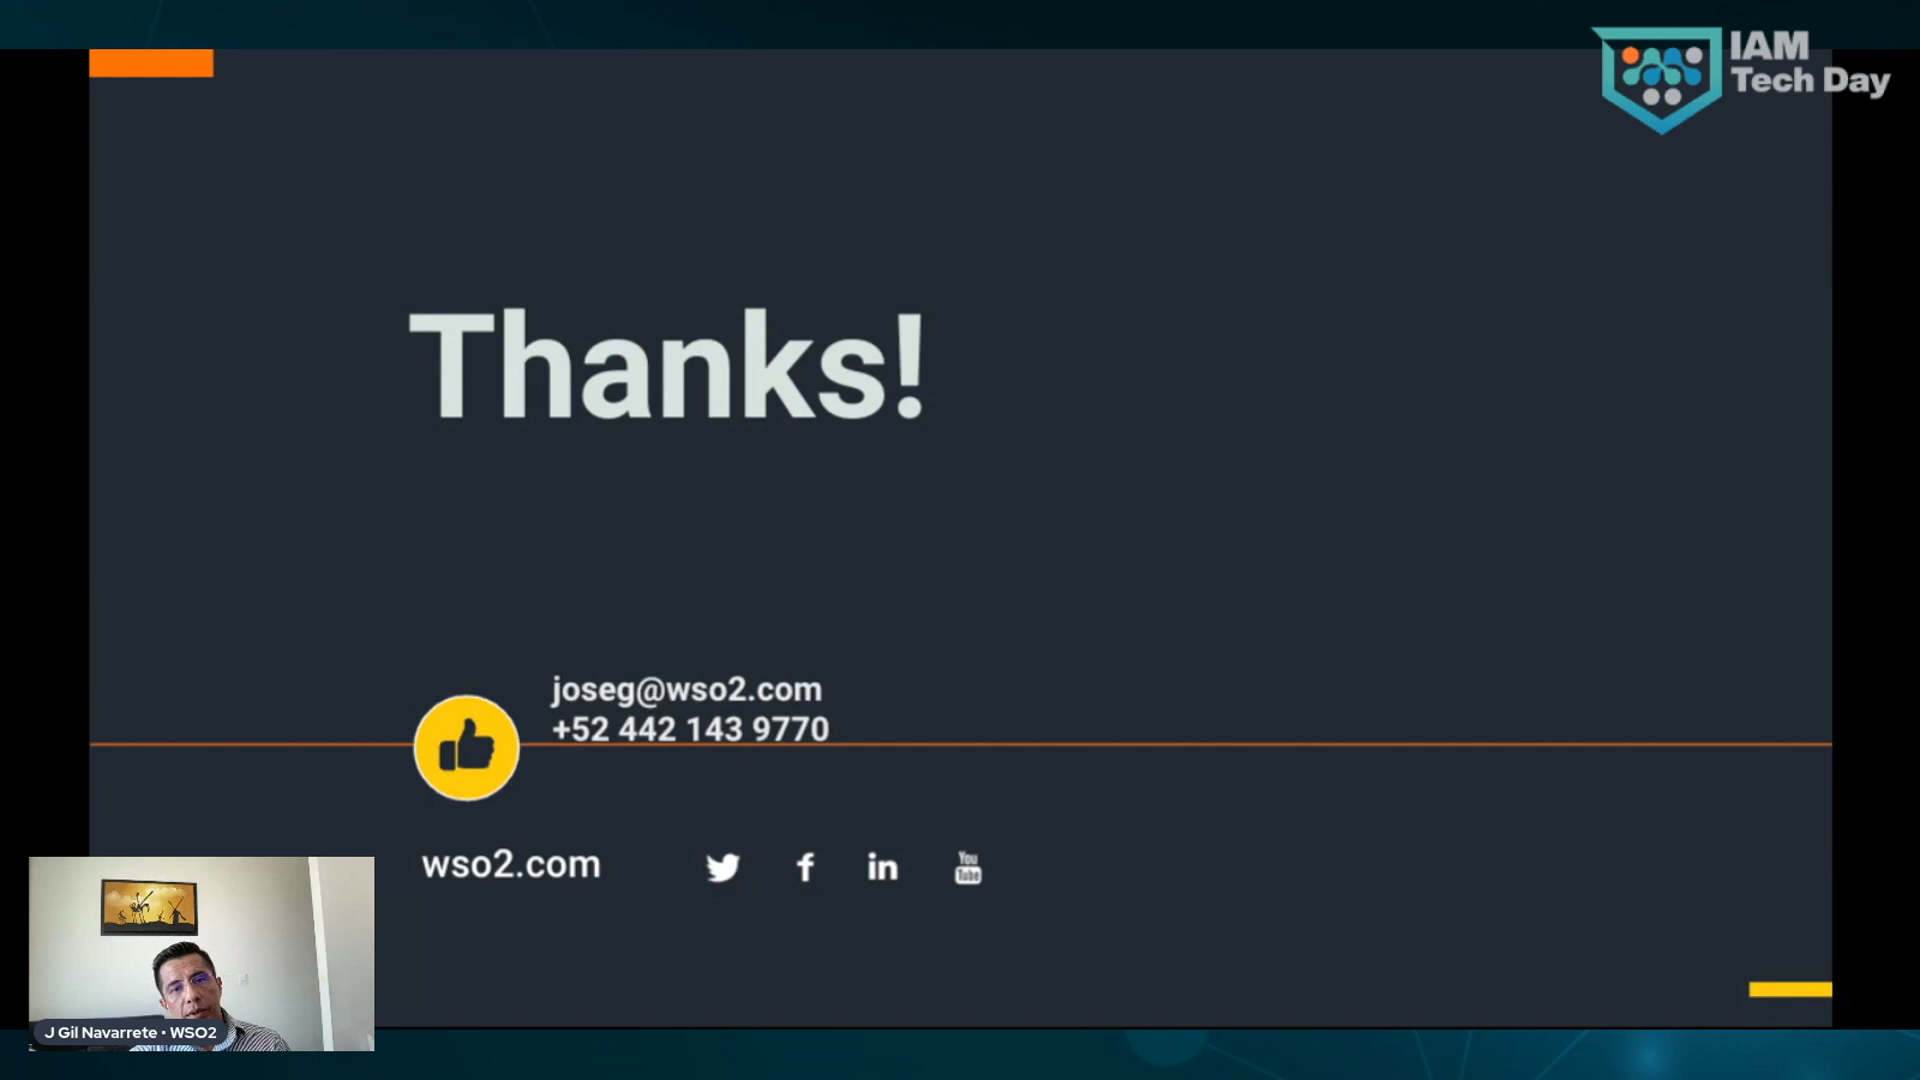 IAM
Tech Day
Thanks!
joseg@wso2.com
+52 442 143 9770
wso2.com
f
in
You
Tube
J Gil Navarrete • WSO2